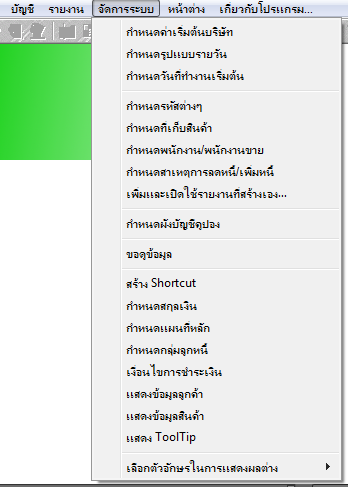 บัญชี รายงาน จัดการระบบ หน้าต่าง เกี่ยวกับโปรแกรม...
กำหนดค่าเริ่มต้นบริษัท
กำหนดรูปแบบรายวัน
กำหนดวันที่ทำงานเริ่มต้น
กำหนดรหัสต่างๆ
กำหนดที่เก็บสินค้า
กำหนดพนักงาน/พนักงานขาย
กำหนดสาเหตุการลดหนี้/เพิ่มหนี้
เพิ่มและเปิดใช้รายงานที่สร้างเอง...
กำหนดผังบัญชีคู่ปอง
ขอดูข้อมูล
สร้าง Shortcut
กำหนดสกุลเงิน
กำหนดแผนที่หลัก
กำหนดกลุ่มลูกหนี้
เงื่อนไขการชำระเงิน
แสดงข้อมูลลูกค้า
แสดงข้อมูลสินค้า
แสดง ToolTip
เลือกตัวอักษรในการแสดงผลต่าง